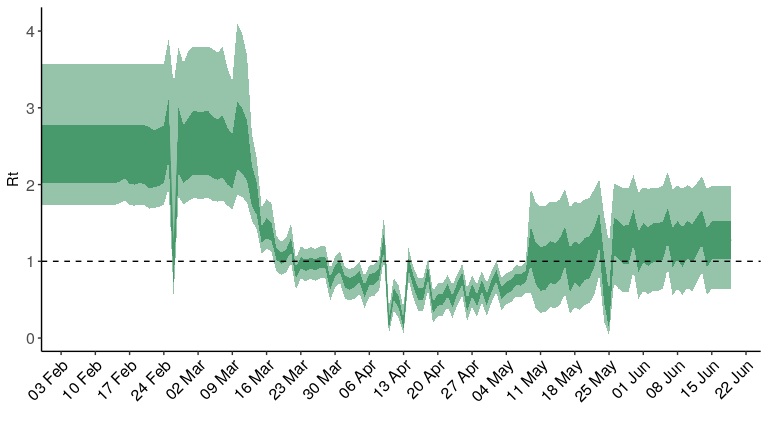 4
3
2
1
0
Rt
03 Feb
10 Feb
17 Feb
24 Feb
02 Mar
09 Mar
16 Mar
23 Mar
30 Mar
06 Apr
13 Apr
20 Apr
27 Apr
04 May
11 May
18 May
25 May
01 Jun
08 Jun
15 Jun
22 Jun